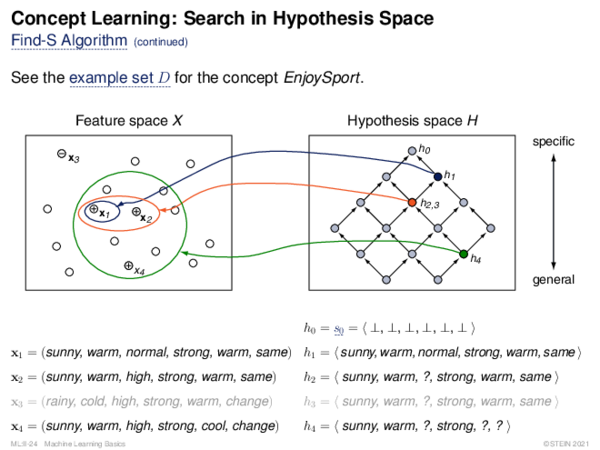 Concept Learning: Search in Hypothesis Space
Find-S Algorithm (continued)
See the example set D for the concept EnjoySport.
Feature space X
Hypothesis space H
specific
general
x3
x1
x2
x4
h0
h1
h2,3
h4
h0 = s0 = ⟨ ⊥, ⊥, ⊥, ⊥, ⊥, ⊥ ⟩
x1 = (sunny, warm, normal, strong, warm, same)
h1 = ⟨ sunny, warm, normal, strong, warm, same ⟩
x2 = (sunny, warm, high, strong, warm, same)
h2 = ⟨ sunny, warm, ?, strong, warm, same ⟩
x3 = (rainy, cold, high, strong, warm, change)
h3 = ⟨ sunny, warm, ?, strong, warm, same ⟩
x4 = (sunny, warm, high, strong, cool, change)
h4 = ⟨ sunny, warm, ?, strong, ?, ? ⟩
ML:II-24 Machine Learning Basics
©STEIN 2021